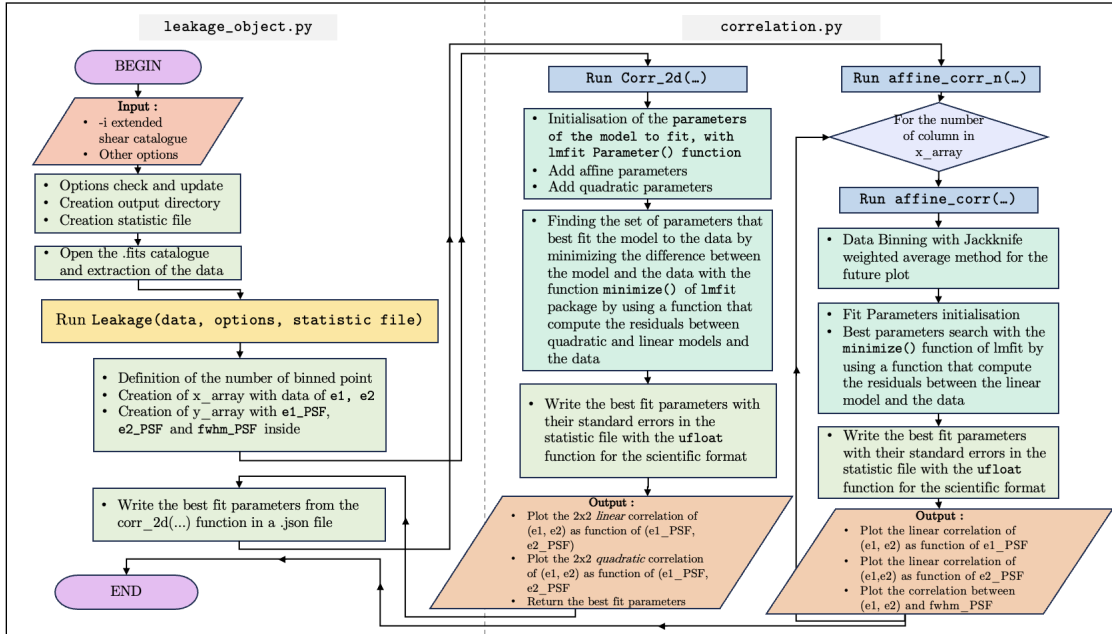 leakage_object.py
BEGIN
Input :
• -i extended
shear catalogue
• Other options
• Options check and update
• Creation output directory
• Creation statistic file
• Open the .fits catalogue
and extraction of the data
Run Leakage(data, options, statistic file)
• Definition of the number of binned point
• Creation of x_array with data of e1, e2
• Creation of y_array with e1_PSF,
e2_PSF and fwhm_PSF inside
• Write the best fit parameters from the
corr_2d(...) function in a .json file
END
correlation.py
Run Corr_2d(…)
• Initialisation of the parameters
of the model to fit, with
lmfit Parameter() function
• Add affine parameters
• Add quadratic parameters
• Finding the set of parameters that
best fit the model to the data by
minimizing the difference between
the model and the data with the
function minimize() of lmfit
package by using a function that
compute the residuals between
quadratic and linear models and
the data
• Write the best fit parameters with
their standard errors in the
statistic file with the ufloat
function for the scientific format
Output :
• Plot the 2x2 linear correlation of
(e1, e2) as function of (e1_PSF,
e2_PSF)
• Plot the 2x2 quadratic correlation
of (e1, e2) as function of (e1_PSF,
e2_PSF
• Return the best fit parameters
Run affine_corr_n(…)
For the number
of column in
x_array
Run affine_corr(…)
• Data Binning with Jackknife
weighted average method for the
future plot
• Fit Parameters initialisation
• Best parameters search with the
minimize() function of lmfit by
using a function that compute
the residuals between the linear
model and the data
• Write the best fit parameters
with their standard errors in the
statistic file with the ufloat
function for the scientific format
Output :
• Plot the linear correlation of
(e1, e2) as function of e1_PSF
• Plot the linear correlation of
(e1,e2) as function of e2_PSF
• Plot the correlation between
(e1, e2) and fwhm_PSF